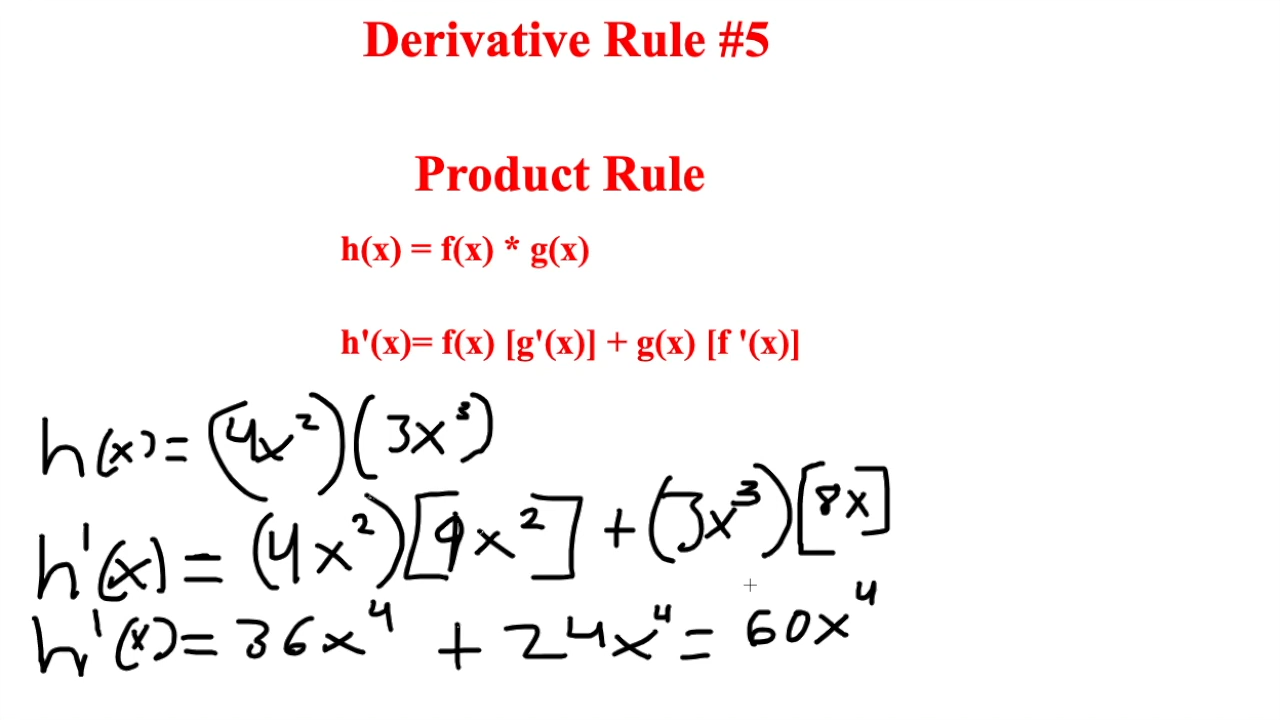 Derivative Rule #5
Product Rule
h(x) = f(x) * g(x)
h'(x)= f(x) [g'(x)] + g(x) [f '(x)]
h(x) = (4x²)(3x³)
h'(x) = (4x²)[9x²] + (3x³)[8x]
h'(x) = 36x⁴ + 24x⁴ = 60x⁴